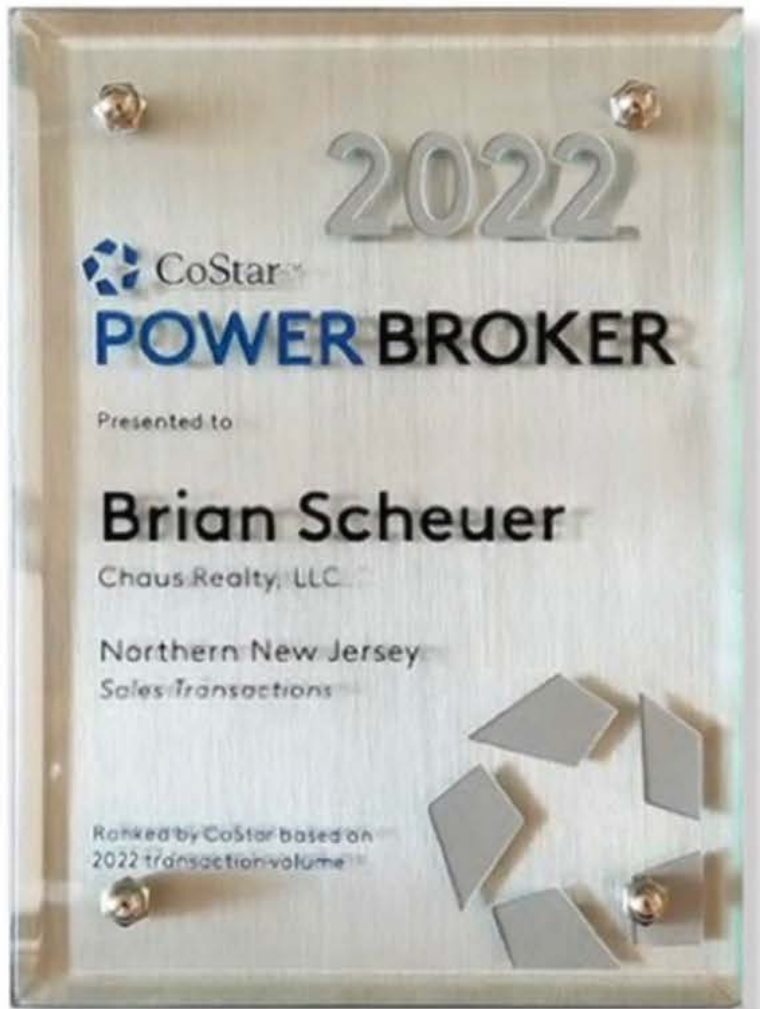 2022
CoStar
POWER BROKER
Presented to
Brian Scheuer
Chaus Realty, LLC
Northern New Jersey
Sales Transactions
Ranked by CoStar based on
2022 transaction volume